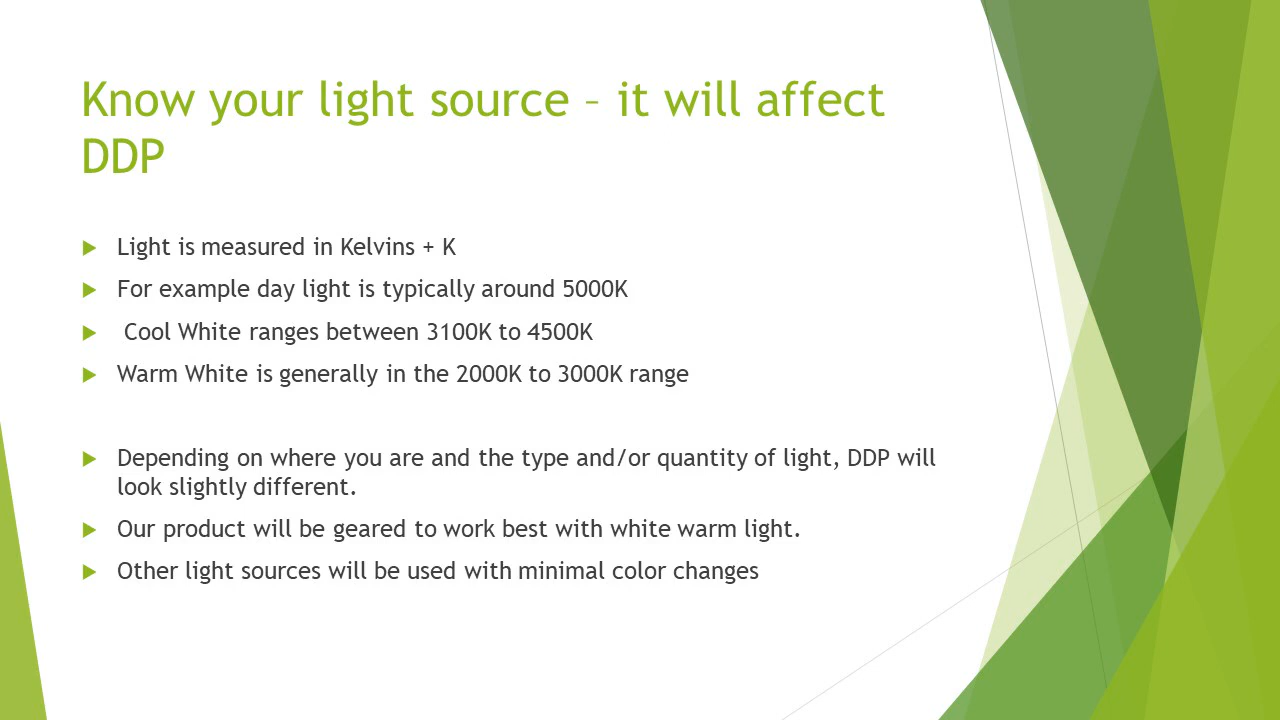 Know your light source – it will affect
DDP
Light is measured in Kelvins + K
For example day light is typically around 5000K
Cool White ranges between 3100K to 4500K
Warm White is generally in the 2000K to 3000K range
Depending on where you are and the type and/or quantity of light, DDP will
look slightly different.
Our product will be geared to work best with white warm light.
Other light sources will be used with minimal color changes